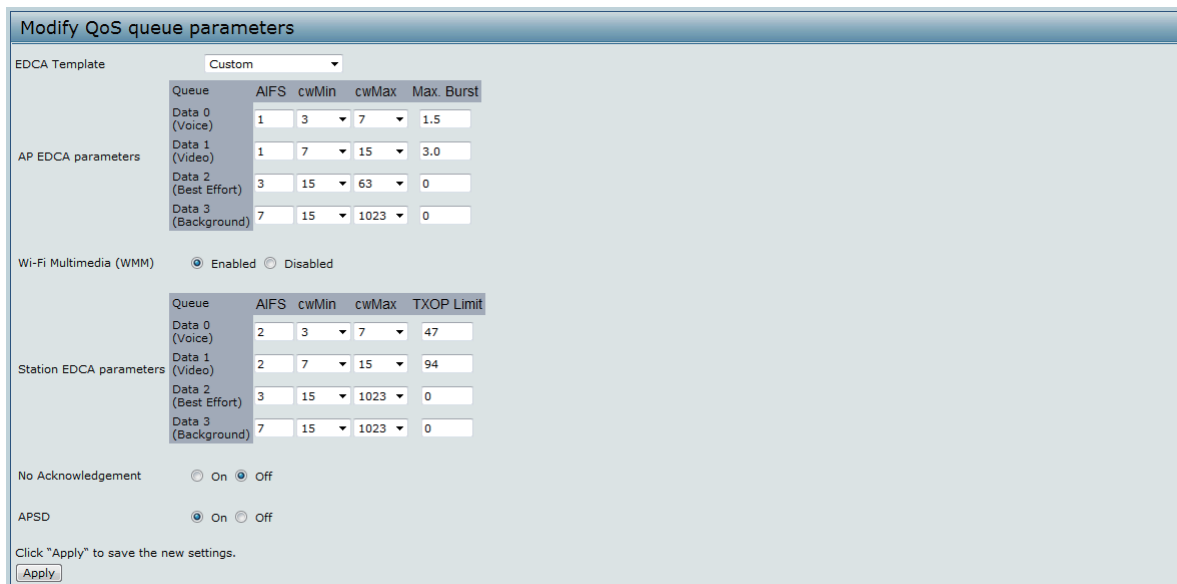 Modify QoS queue parameters
EDCA Template Custom
Queue AIFS cwMin cwMax Max. Burst
Data 0 (Voice) 1 3 7 1.5
AP EDCA parameters
Data 1 (Video) 1 7 15 3.0
Data 2 (Best Effort) 3 15 63 0
Data 3 (Background) 7 15 1023 0
Wi-Fi Multimedia (WMM) Enabled Disabled
Queue AIFS cwMin cwMax TXOP Limit
Data 0 (Voice) 2 3 7 47
Station EDCA parameters
Data 1 (Video) 2 7 15 94
Data 2 (Best Effort) 3 15 1023 0
Data 3 (Background) 7 15 1023 0
No Acknowledgement On Off
APSD On Off
Click "Apply" to save the new settings.
Apply